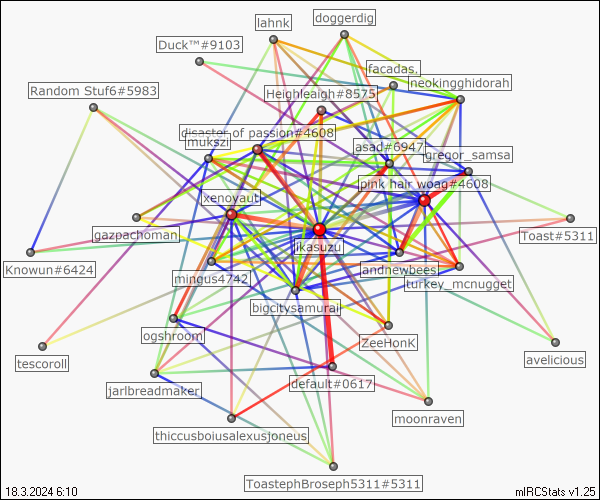 lahnk
doggerdig
Duck™#9103
facadas.
neokingghidorah
Random Stuf6#5983
Heighfeaigh#8575
disaster of passion#4608
mukszi
asad#6947
gregor_samsa
pink hair woag#4608
xenoyaut
gazpachoman
Toast#5311
ikasuzu
Knowun#6424
mingus4742
andnewbees
turkey_mcnugget
bigcitysamurai
ogshroom
ZeeHonK
tescoroll
avelicious
jarlbreadmaker
default#0617
moonraven
thiccusboiusalexusjoneus
ToastephBroseph5311#5311
18.3.2024 6:10
mIRCStats v1.25